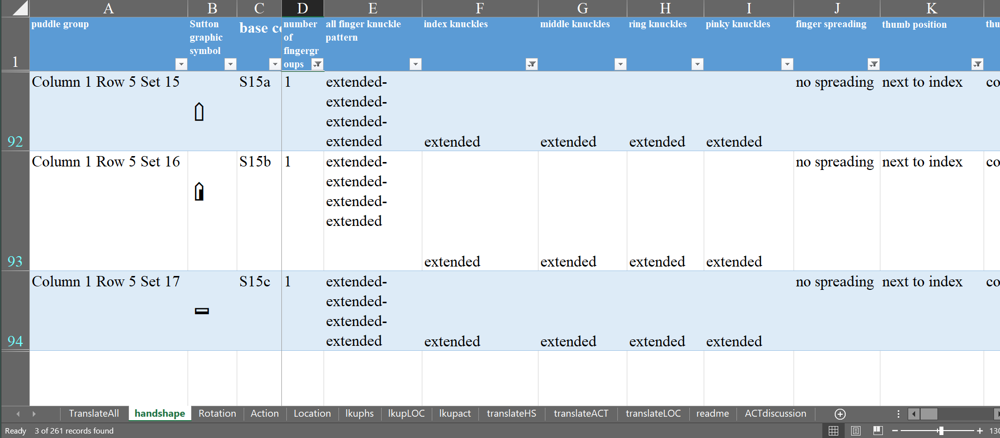 A B C D E F G H I J K
puddle group
Sutton
graphic
symbol
base co
number
of
fingergr
oups
all finger knuckle
pattern
index knuckles
middle knuckles
ring knuckles
pinky knuckles
finger spreading
thumb position
thu
1
Column 1 Row 5 Set 15
S15a
1
extended-
extended-
extended-
extended
extended
extended
extended
extended
no spreading
next to index
co
92
Column 1 Row 5 Set 16
S15b
1
extended-
extended-
extended-
extended
extended
extended
extended
extended
no spreading
next to index
co
93
Column 1 Row 5 Set 17
S15c
1
extended-
extended-
extended-
extended
extended
extended
extended
extended
no spreading
next to index
co
94
TranslateAll handshape Rotation Action Location lkuphs lkupLOC lkupact translateHS translateACT translateLOC readme ACTdiscussion
Ready 3 of 261 records found